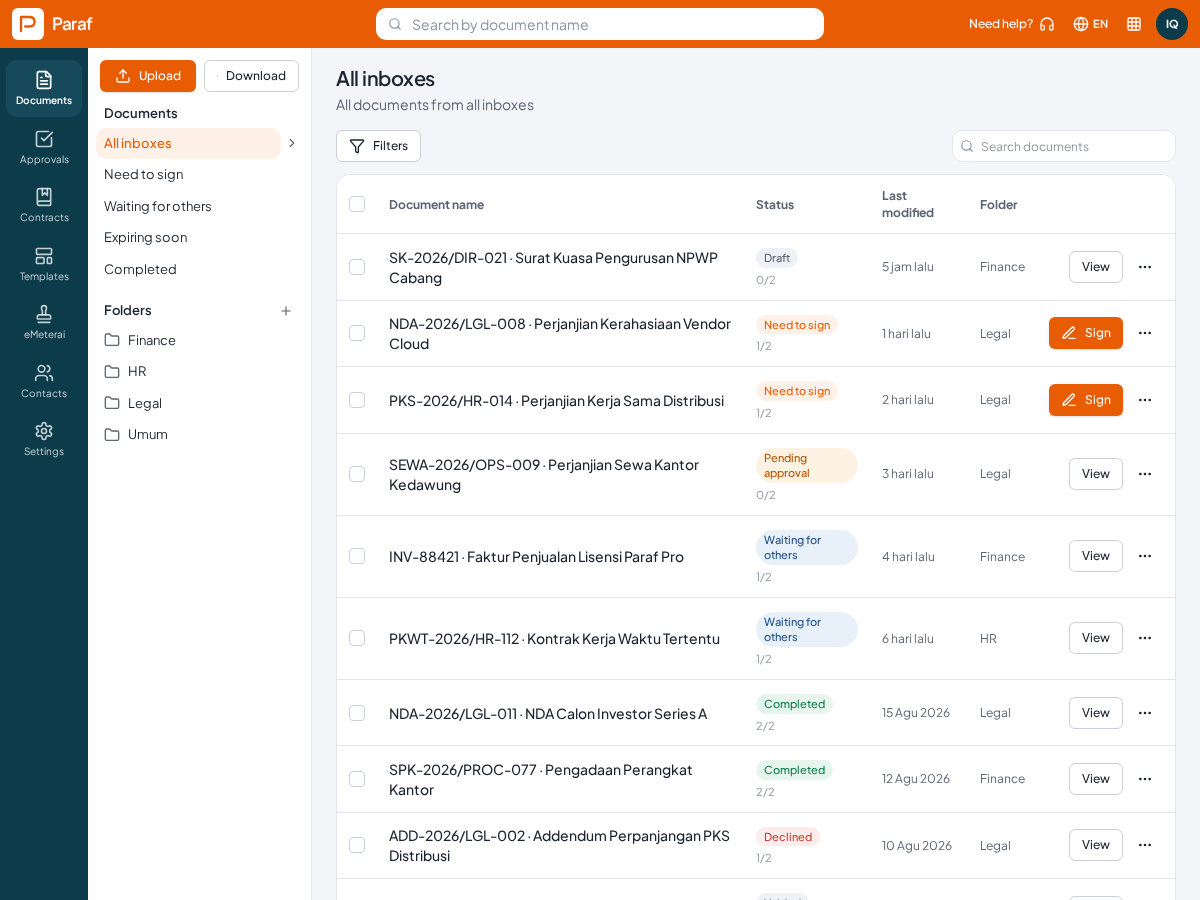 Paraf
Search by document name
Need help?
EN
IQ
Documents
Approvals
Contracts
Templates
eMeterai
Contacts
Settings
Upload
Download
Documents
All inboxes
Need to sign
Waiting for others
Expiring soon
Completed
Folders
Finance
HR
Legal
Umum
All inboxes
All documents from all inboxes
Filters
Search documents
Document name
Status
Last
modified
Folder
SK-2026/DIR-021 · Surat Kuasa Pengurusan NPWP
Cabang
Draft
0/2
5 jam lalu
Finance
View
NDA-2026/LGL-008 · Perjanjian Kerahasiaan Vendor
Cloud
Need to sign
1/2
1 hari lalu
Legal
Sign
PKS-2026/HR-014 · Perjanjian Kerja Sama Distribusi
Need to sign
1/2
2 hari lalu
Legal
Sign
SEWA-2026/OPS-009 · Perjanjian Sewa Kantor
Kedawung
Pending
approval
0/2
3 hari lalu
Legal
View
INV-88421 · Faktur Penjualan Lisensi Paraf Pro
Waiting for
others
1/2
4 hari lalu
Finance
View
PKWT-2026/HR-112 · Kontrak Kerja Waktu Tertentu
Waiting for
others
1/2
6 hari lalu
HR
View
NDA-2026/LGL-011 · NDA Calon Investor Series A
Completed
2/2
15 Agu 2026
Legal
View
SPK-2026/PROC-077 · Pengadaan Perangkat
Kantor
Completed
2/2
12 Agu 2026
Finance
View
ADD-2026/LGL-002 · Addendum Perpanjangan PKS
Distribusi
Declined
1/2
10 Agu 2026
Legal
View